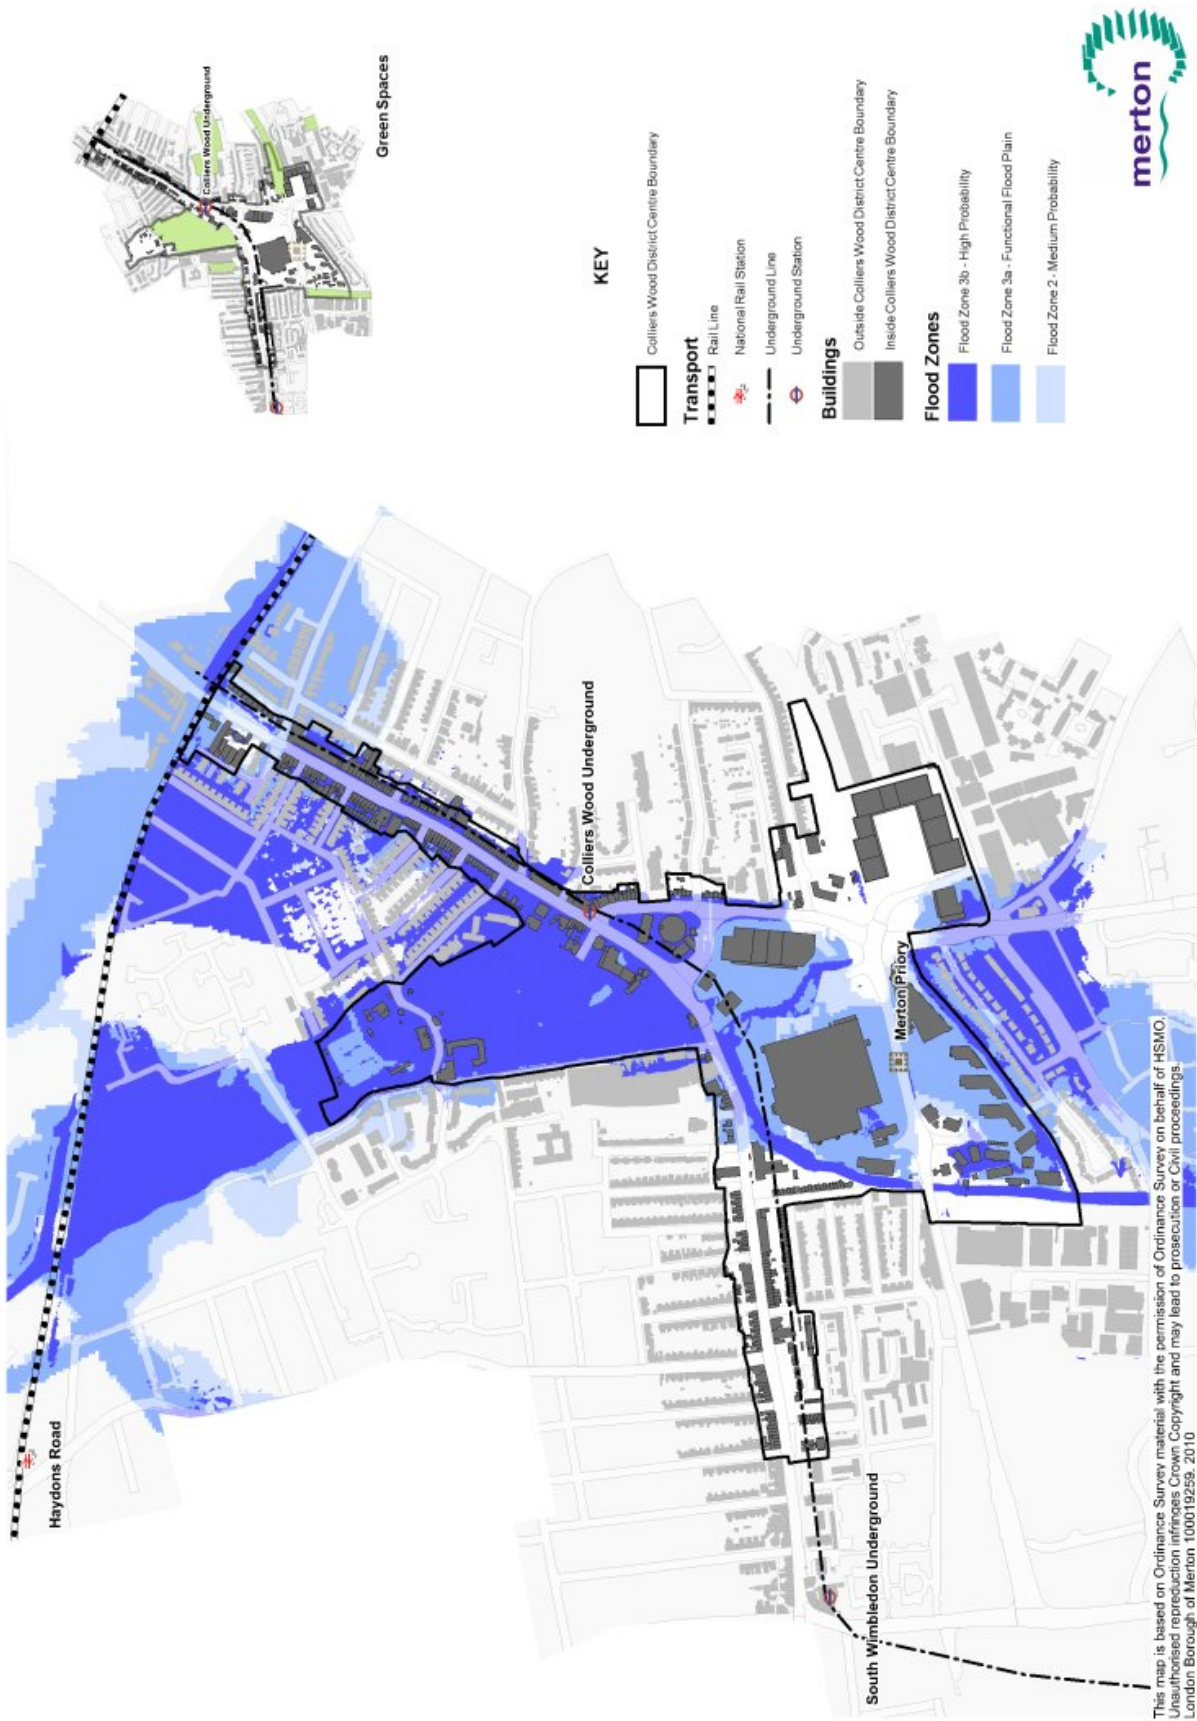 Haydons Road
Colliers Wood Underground
Merton Priory
South Wimbledon Underground
Colliers Wood Underground
Green Spaces
KEY
Colliers Wood District Centre Boundary
Transport
Rail Line
National Rail Station
Underground Line
Underground Station
Buildings
Outside Colliers Wood District Centre Boundary
Inside Colliers Wood District Centre Boundary
Flood Zones
Flood Zone 3b - High Probability
Flood Zone 3a - Functional Flood Plain
Flood Zone 2 - Medium Probability
merton
This map is based on Ordinance Survey material with the permission of Ordinance Survey on behalf of HSMO.
Unauthorised reproduction infringes Crown Copyright and may lead to prosecution or Civil proceedings.
London Borough of Merton 100019259. 2010